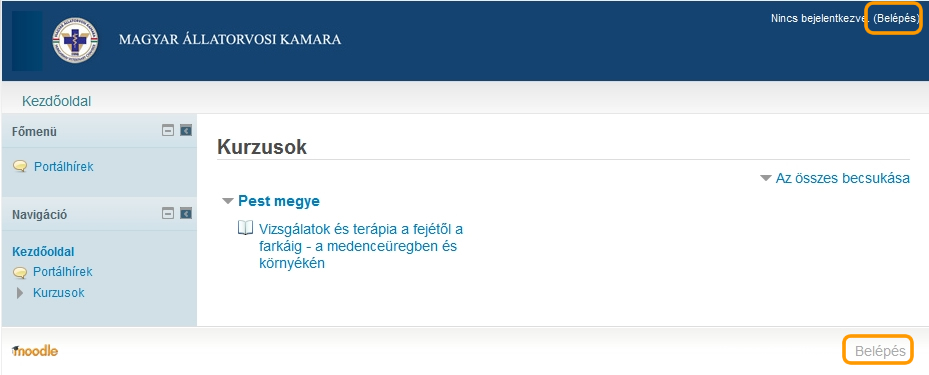 Nincs bejelentkezve. (Belépés)
MAGYAR ÁLLATORVOSI KAMARA
Kezdőoldal
Főmenü
Portálhírek
Navigáció
Kezdőoldal
Portálhírek
Kurzusok
Kurzusok
Az összes becsukása
Pest megye
Vizsgálatok és terápia a fejétől a
farkáig - a medenceüregben és
környékén
moodle
Belépés